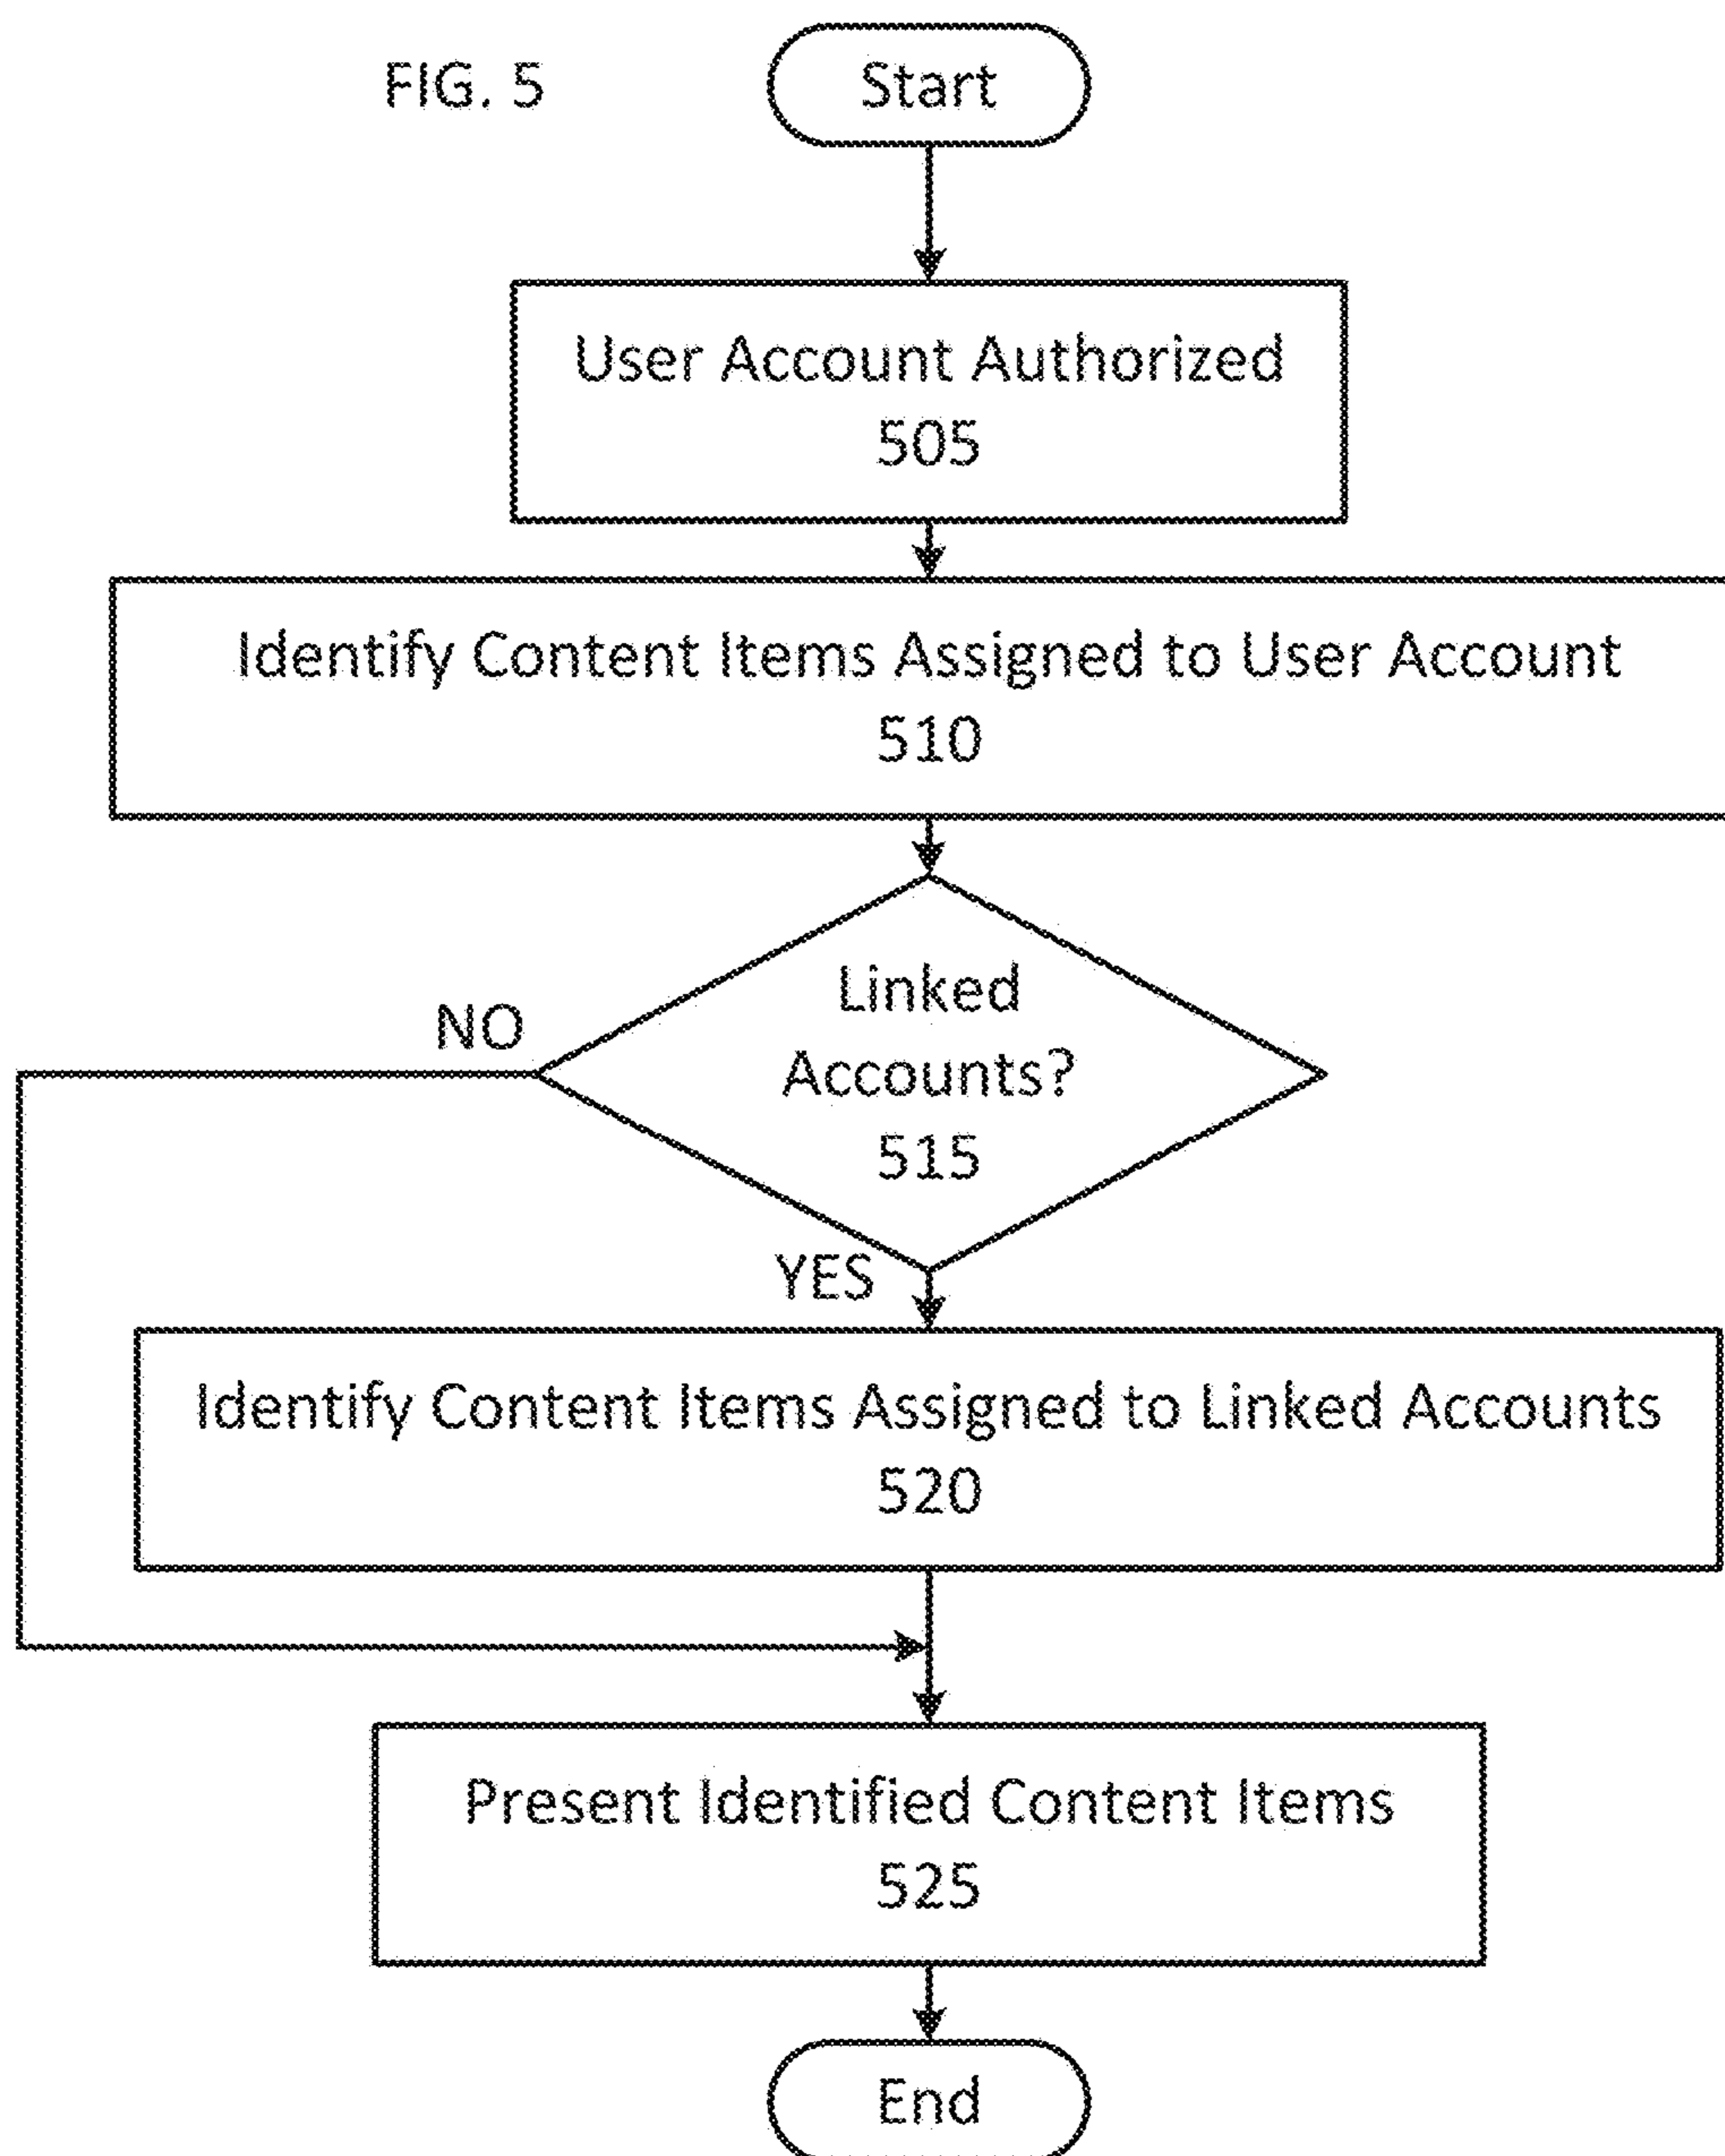 FIG. 5
Start
User Account Authorized
505
Identify Content Items Assigned to User Account
510
Linked
Accounts?
515
NO
YES
Identify Content Items Assigned to Linked Accounts
520
Present Identified Content Items
525
End